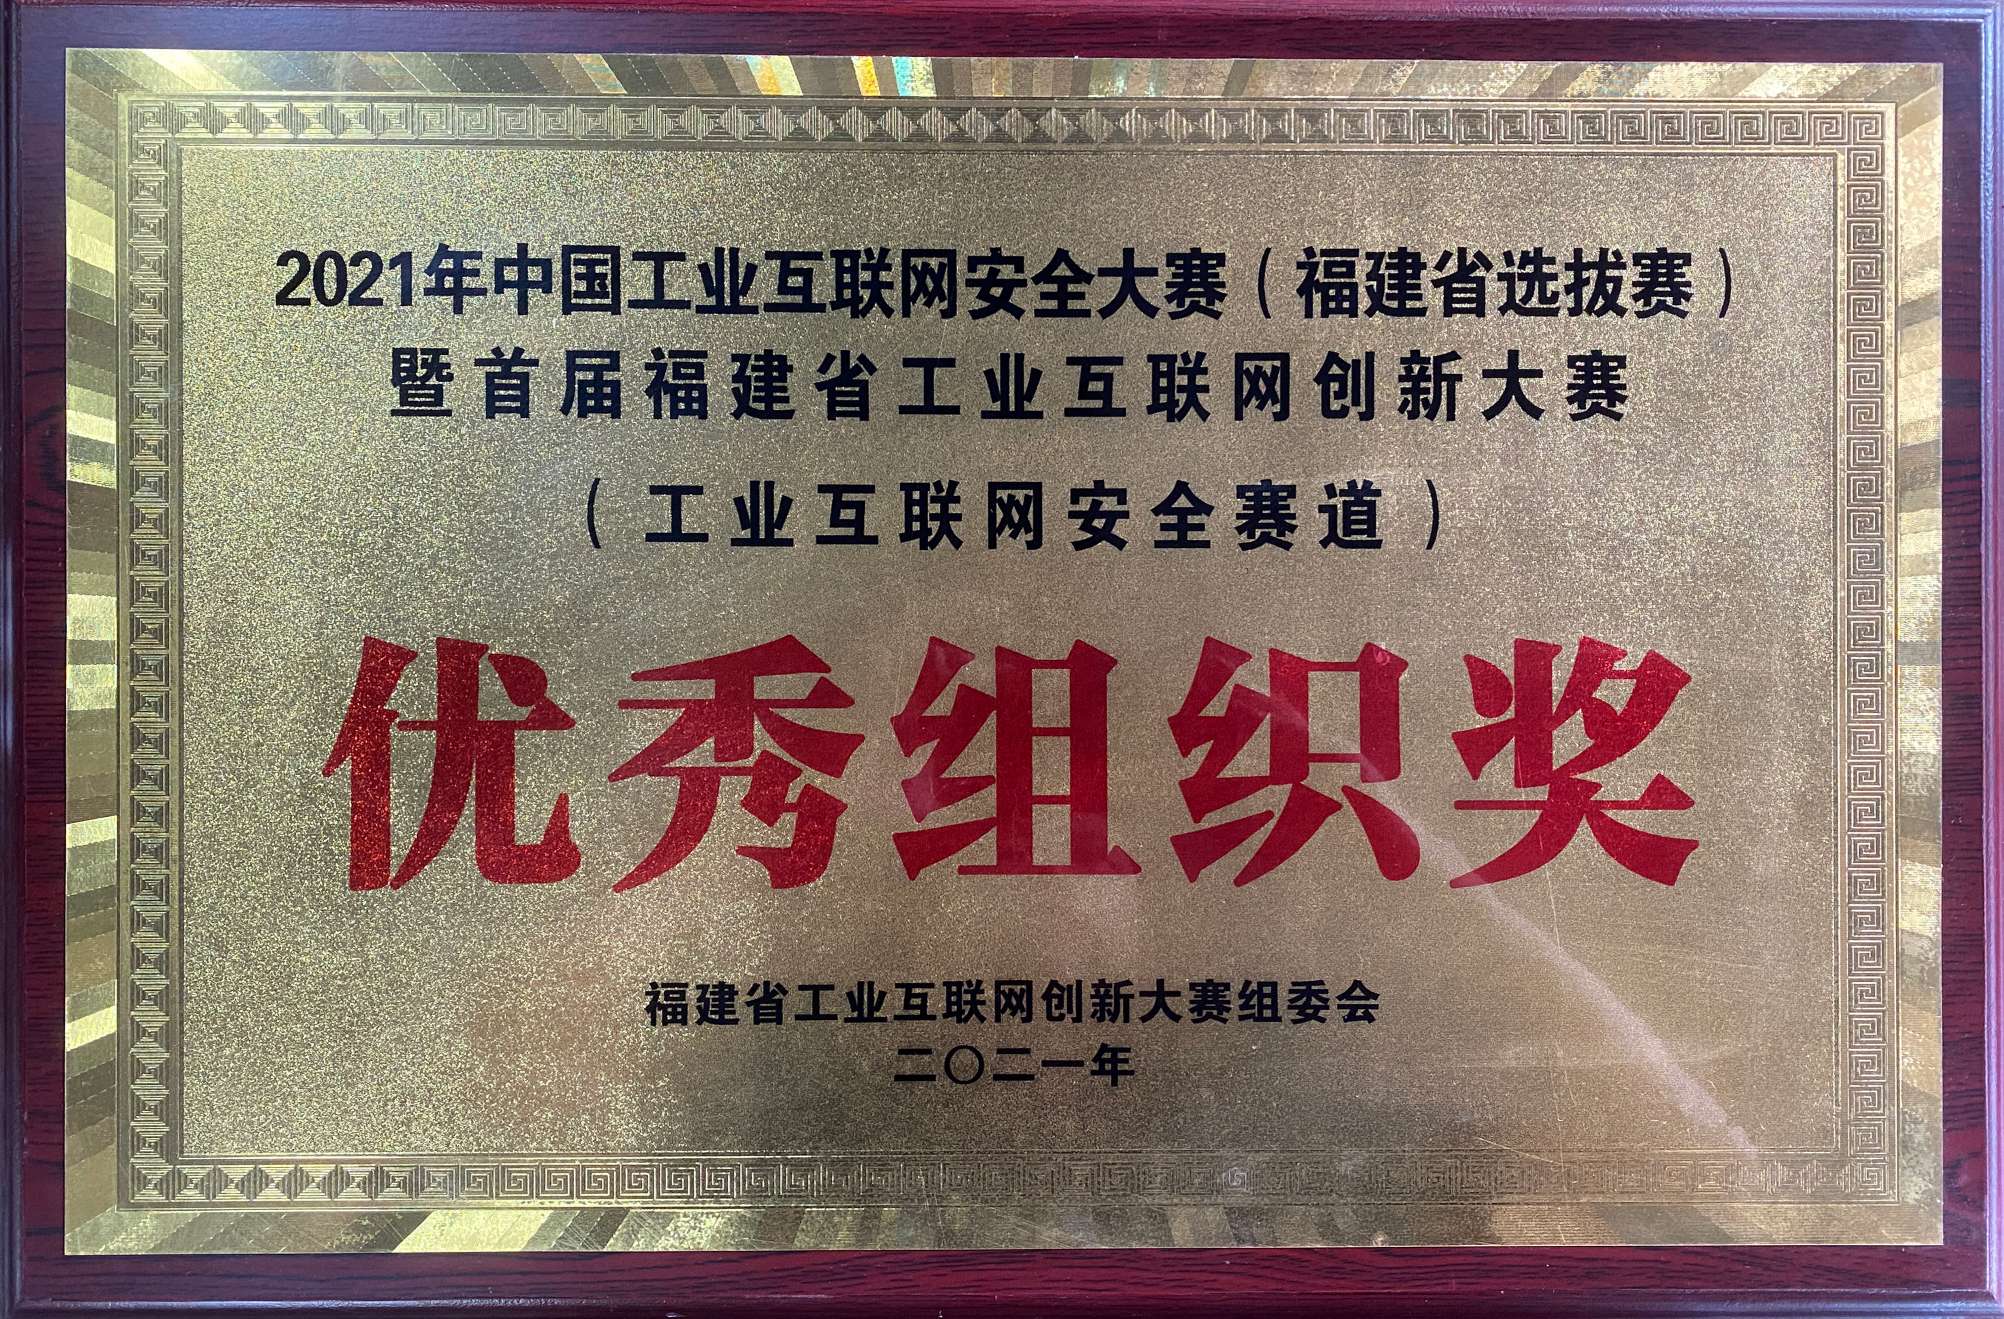 2021年中国工业互联网安全大赛（福建省选拔赛）
暨首届福建省工业互联网创新大赛
（工业互联网安全赛道）
优秀组织奖
福建省工业互联网创新大赛组委会
二〇二一年